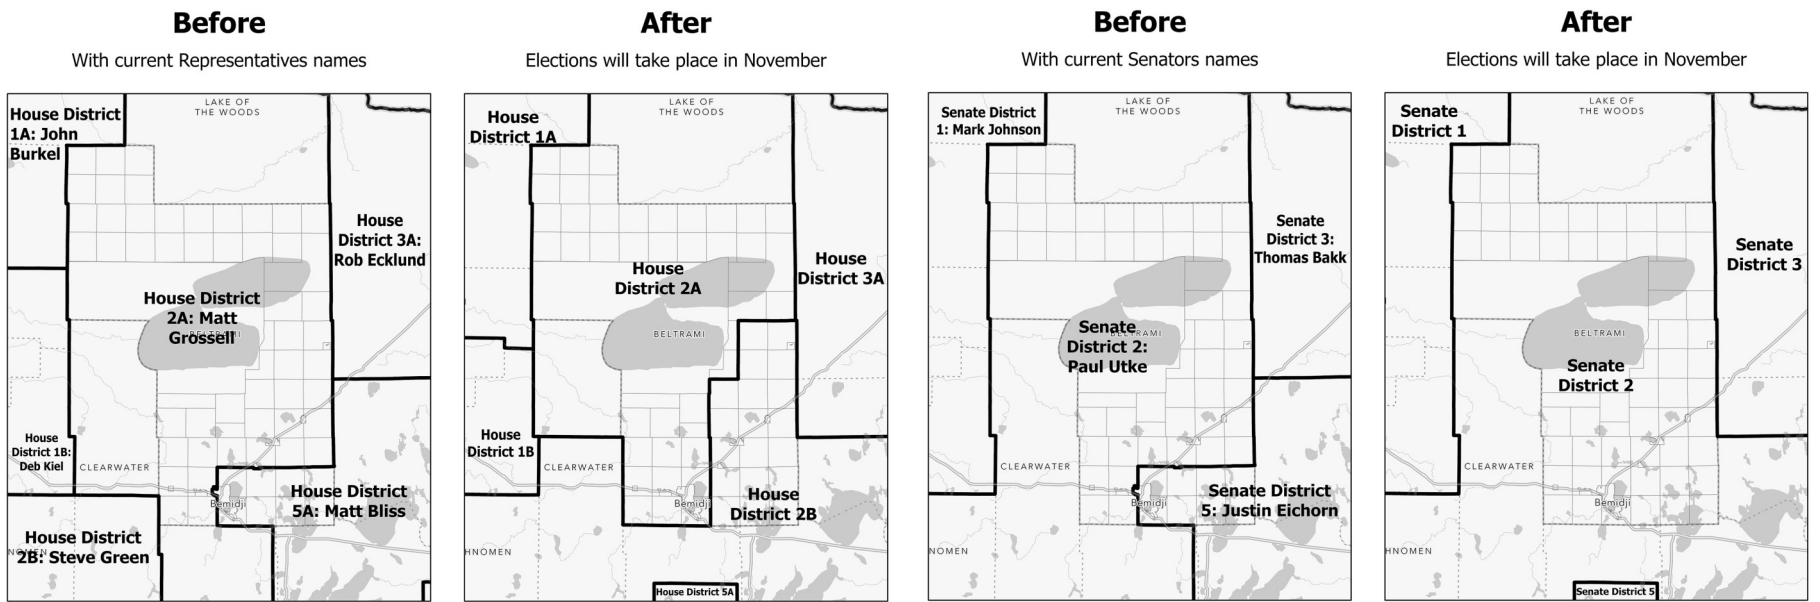 Before
With current Representatives names
LAKE OF
THE WOODS
House District
1A: John
Burkel
House
District 3A:
Rob Ecklund
House District
2A: Matt
Grossell
BELTRAMI
House
District 1B:
Deb Kiel
CLEARWATER
House District
5A: Matt Bliss
Bemidji
House District
2B: Steve Green
After
Elections will take place in November
LAKE OF
THE WOODS
House
District 1A
House
District 3A
House
District 2A
BELTRAMI
House
District 1B
CLEARWATER
Bemidji
House
District 2B
HNOMEN
House District 5A
Before
With current Senators names
LAKE OF
THE WOODS
Senate District
1: Mark Johnson
Senate
District 3:
Thomas Bakk
Senate
District 2:
Paul Utke
BELTRAMI
CLEARWATER
Senate District
5: Justin Eichorn
Bemidji
NOMEN
After
Elections will take place in November
LAKE OF
THE WOODS
Senate
District 1
Senate
District 3
BELTRAMI
Senate
District 2
CLEARWATER
Bemidji
HNOMEN
Senate District 5